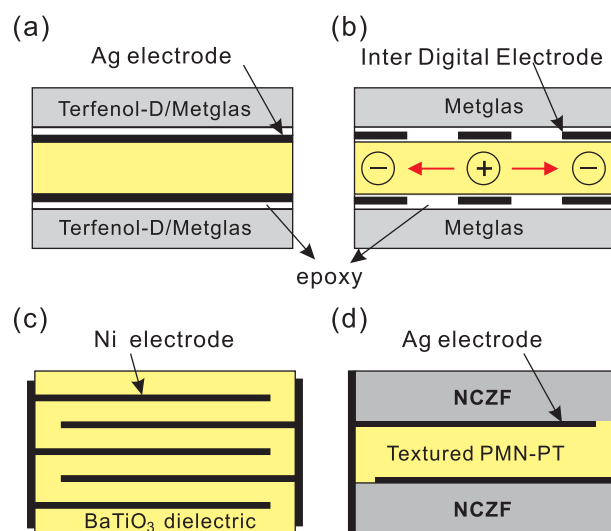 (a)
Ag electrode
Terfenol-D/Metglas
Terfenol-D/Metglas
(b)
Inter Digital Electrode
Metglas
− + −
Metglas
epoxy
(c)
Ni electrode
BaTiO₃ dielectric
(d)
Ag electrode
NCZF
Textured PMN-PT
NCZF